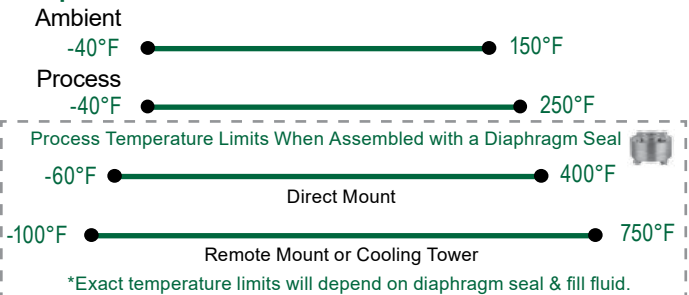 Ambient
-40°F 150°F
Process
-40°F 250°F
Process Temperature Limits When Assembled with a Diaphragm Seal
-60°F 400°F
Direct Mount
-100°F 750°F
Remote Mount or Cooling Tower
*Exact temperature limits will depend on diaphragm seal & fill fluid.